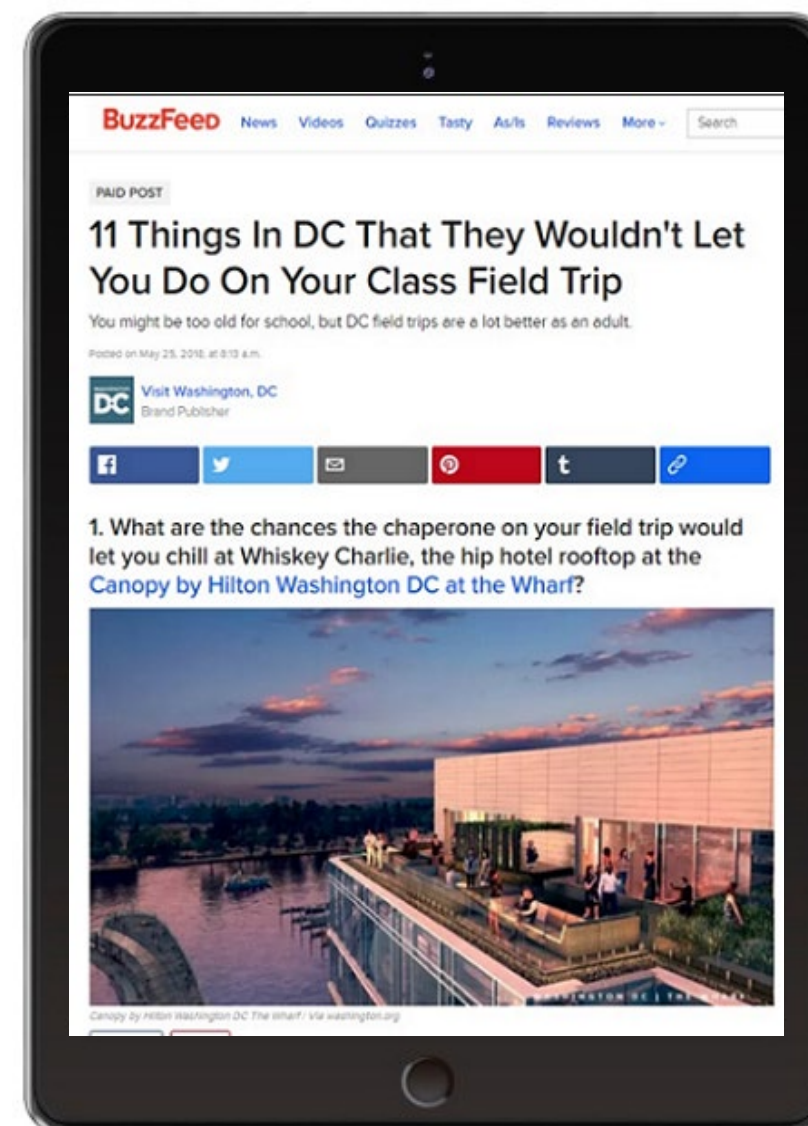 BuzzFeed News Videos Quizzes Tasty As/Is Reviews More Search
PAID POST
11 Things In DC That They Wouldn't Let
You Do On Your Class Field Trip
You might be too old for school, but DC field trips are a lot better as an adult.
Posted on May 25, 2018, at 8:13 a.m.
DC
Visit Washington, DC
Brand Publisher
1. What are the chances the chaperone on your field trip would
let you chill at Whiskey Charlie, the hip hotel rooftop at the
Canopy by Hilton Washington DC at the Wharf?
WASHINGTON DC | THE WHARF
Canopy by Hilton Washington DC The Wharf / Via washington.org